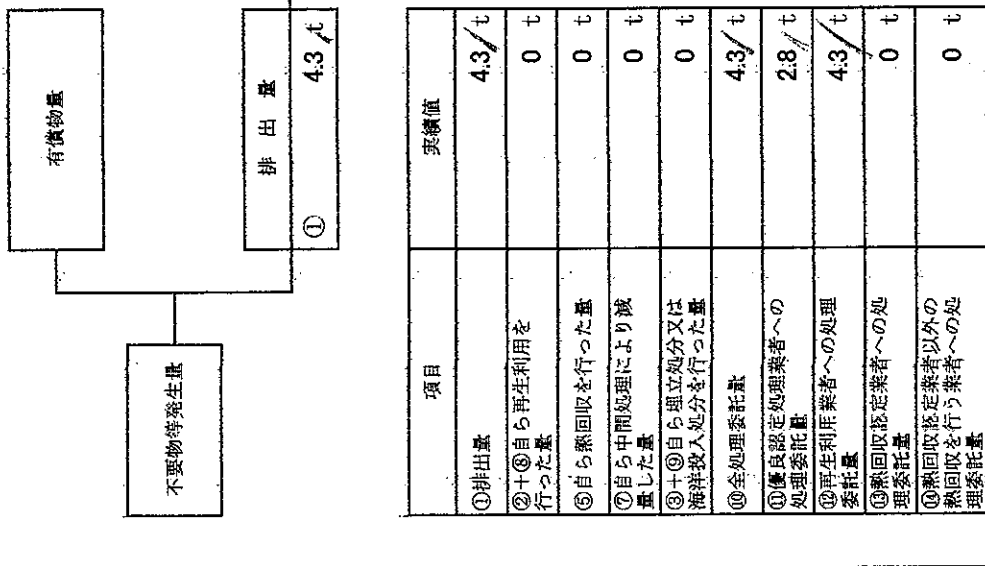 有償物量
不要物等発生量
排 出 量
① 4.3 t
項目 実績値
①排出量 4.3 t
②+⑧自ら再生利用を
行った量 0 t
⑤自ら熱回収を行った量 0 t
⑦自ら中間処理により減
量した量 0 t
③+⑨自ら埋立処分又は
海洋投入処分を行った量 0 t
⑩全処理委託量 4.3 t
⑪優良認定処理業者への
処理委託量 2.8 t
⑫再生利用業者への処理
委託量 4.3 t
⑬熱回収認定業者への処
理委託量 0 t
⑭熱回収認定業者以外の
熱回収を行う業者への処
理委託量 0 t